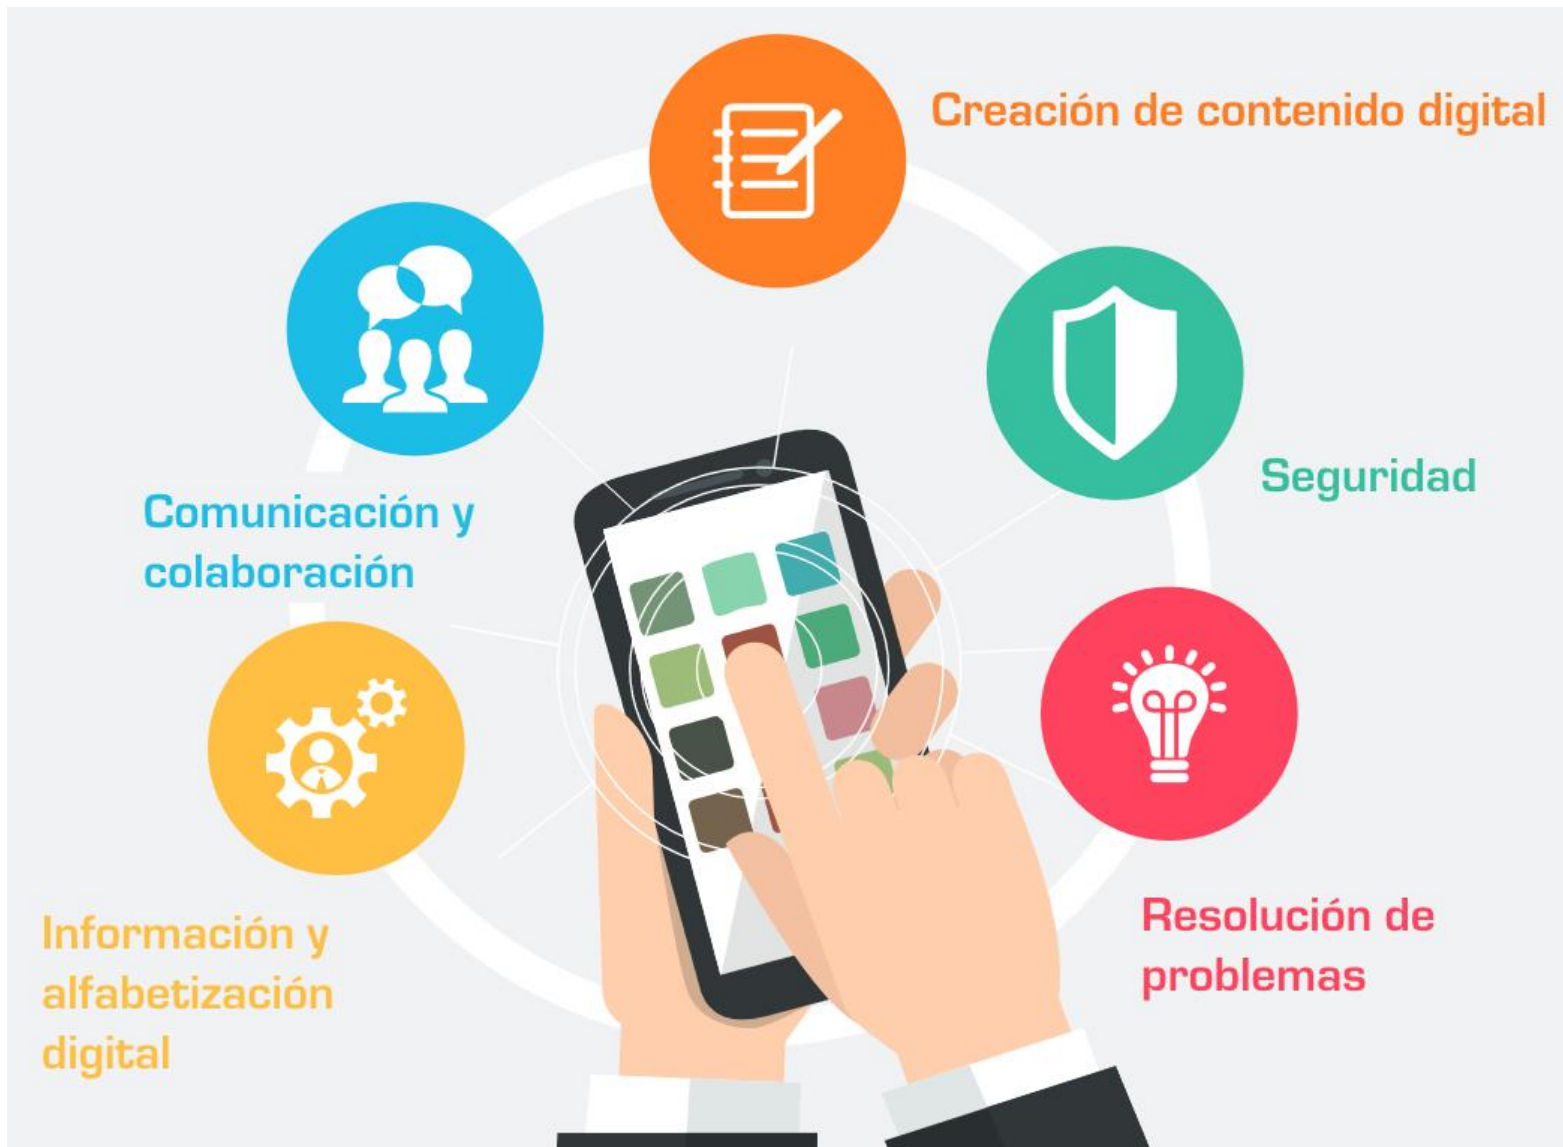 Creación de contenido digital
Seguridad
Comunicación y
colaboración
Información y
alfabetización
digital
Resolución de
problemas